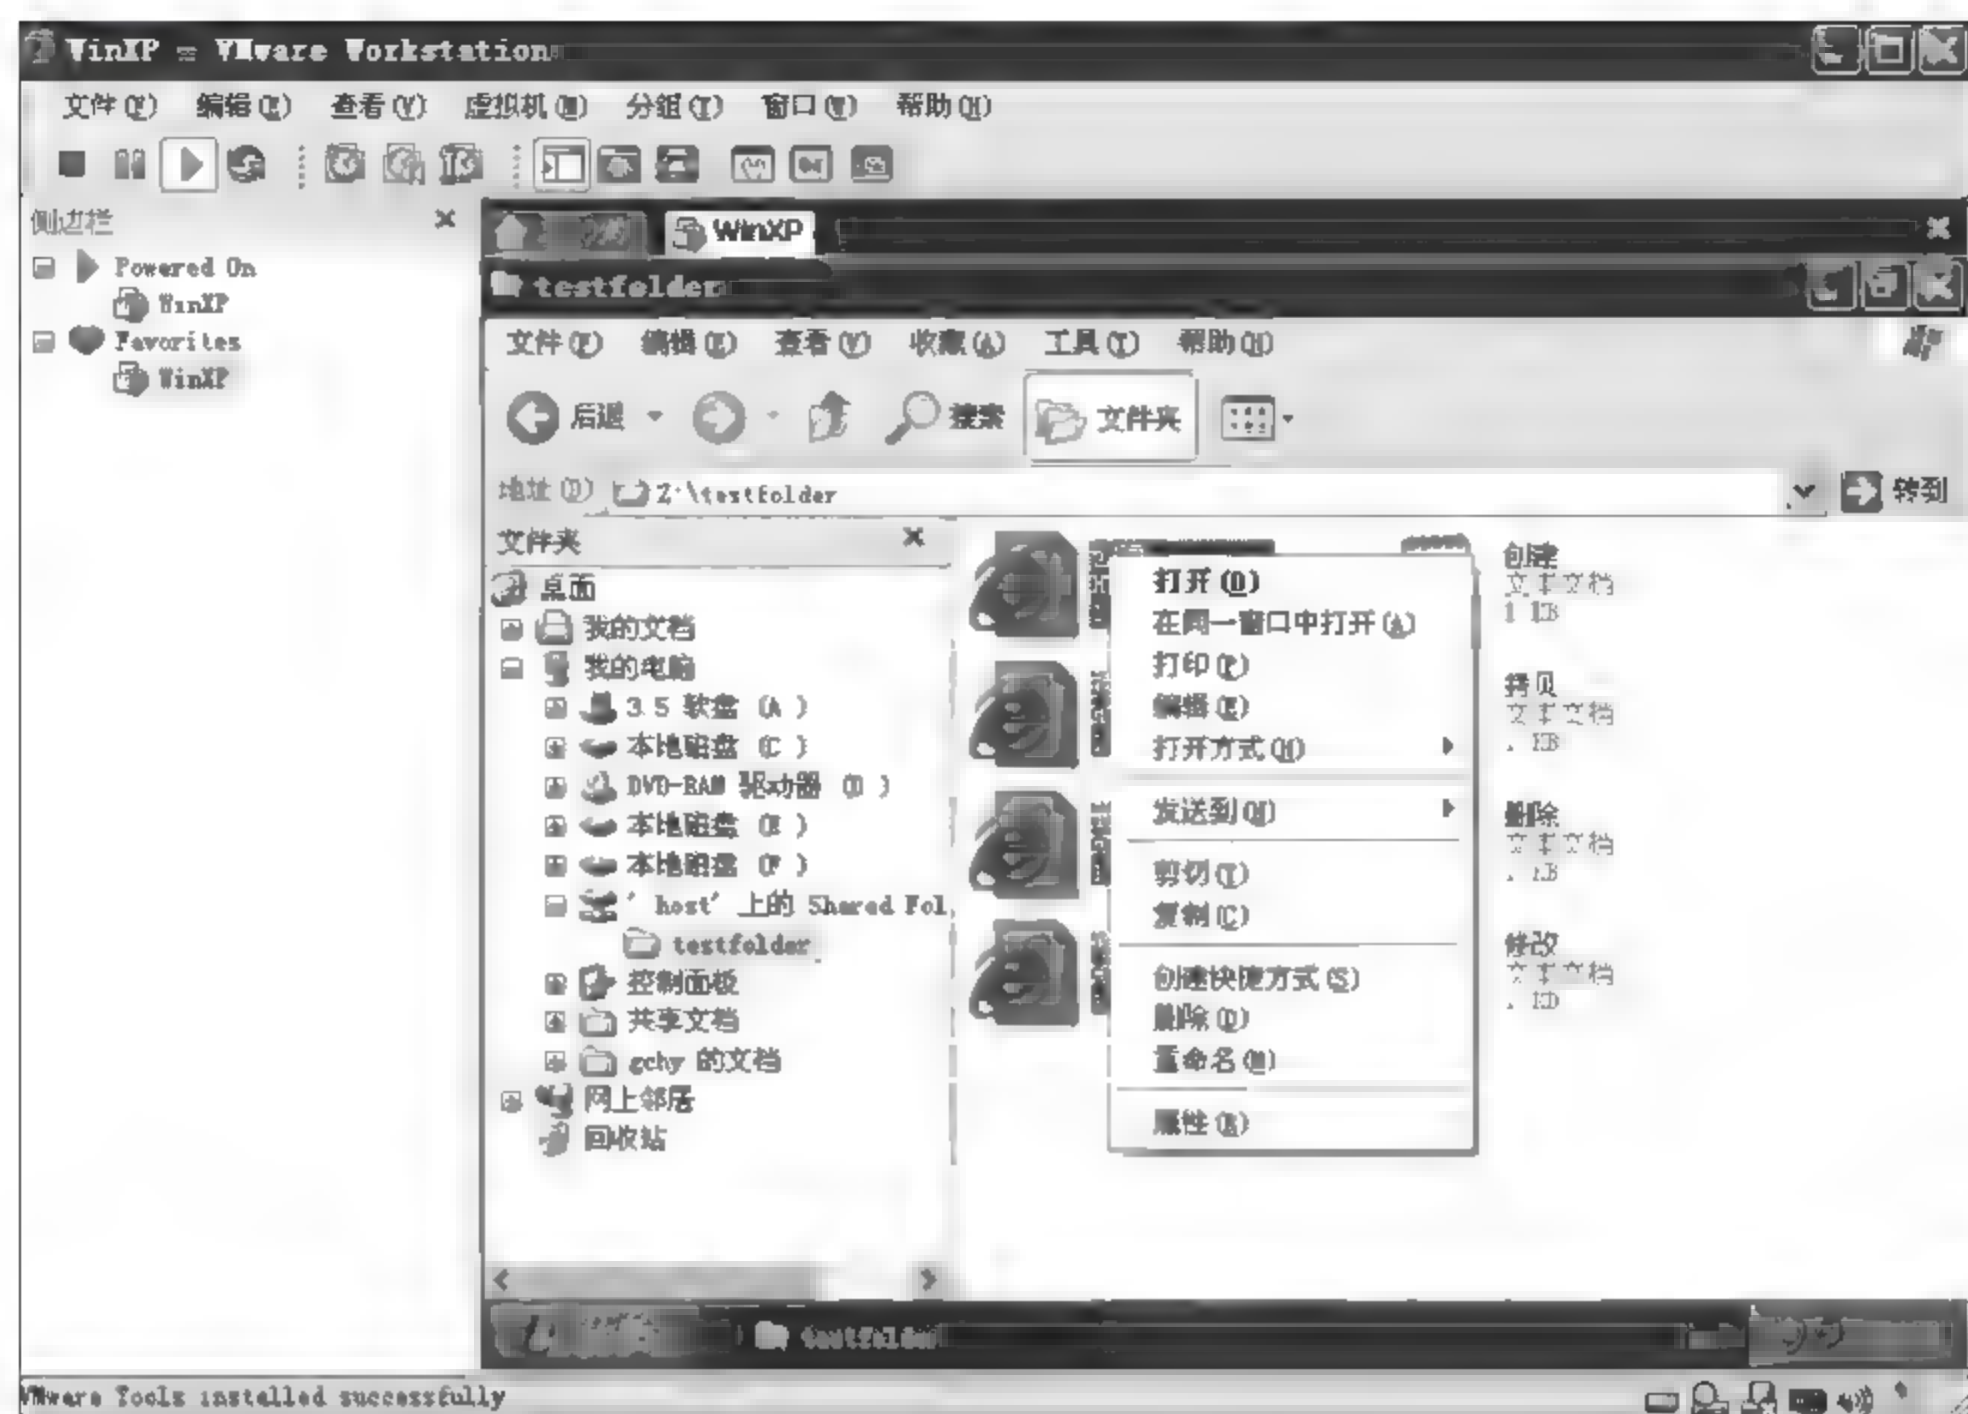 WinXP - VMware Workstation
文件(F) 编辑(E) 查看(V) 虚拟机(M) 分组(T) 窗口(W) 帮助(H)
侧边栏
Powered On
WinXP
Favorites
WinXP
WinXP
testfolder
文件(F) 编辑(E) 查看(V) 收藏(A) 工具(T) 帮助(H)
后退 搜索 文件夹
地址(D) Z:\testfolder 转到
文件夹
桌面
我的文档
我的电脑
3.5 软盘 (A:)
本地磁盘 (C:)
DVD-RAM 驱动器 (D:)
本地磁盘 (E:)
本地磁盘 (F:)
'host' 上的 Shared Fol
testfolder
控制面板
共享文档
gchy 的文档
网上邻居
回收站
打开(O)
在同一窗口中打开(A)
打印(P)
编辑(E)
打开方式(H)
发送到(N)
剪切(T)
复制(C)
创建快捷方式(S)
删除(D)
重命名(M)
属性(R)
创建
文本文档
1 KB
拷贝
文本文档
1 KB
删除
文本文档
1 KB
修改
文本文档
1 KB
testfolder
VMware Tools installed successfully